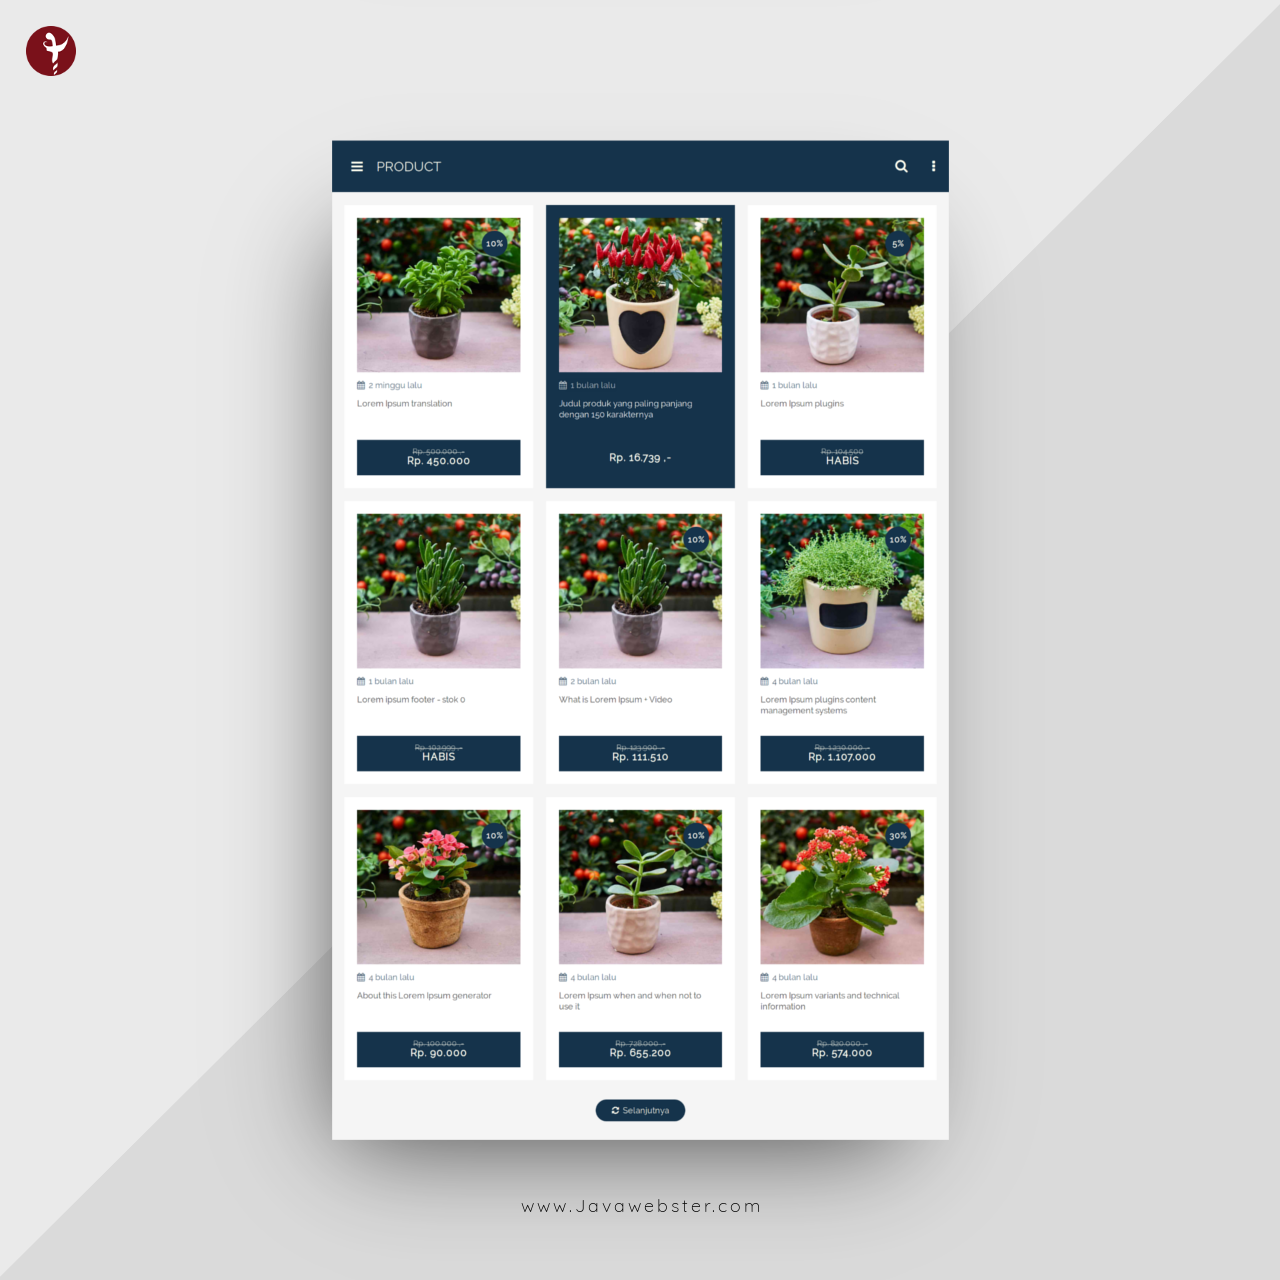 PRODUCT
10%
2 minggu lalu
Lorem Ipsum translation
Rp. 500.000 ,-
Rp. 450.000
1 bulan lalu
Judul produk yang paling panjang
dengan 150 karakternya
Rp. 16.739 ,-
5%
1 bulan lalu
Lorem Ipsum plugins
Rp. 104.500
HABIS
1 bulan lalu
Lorem ipsum footer - stok 0
Rp. 102.999 ,-
HABIS
10%
2 bulan lalu
What is Lorem Ipsum + Video
Rp. 123.900 ,-
Rp. 111.510
10%
4 bulan lalu
Lorem Ipsum plugins content
management systems
Rp. 1.230.000 ,-
Rp. 1.107.000
10%
4 bulan lalu
About this Lorem Ipsum generator
Rp. 100.000 ,-
Rp. 90.000
10%
4 bulan lalu
Lorem Ipsum when and when not to
use it
Rp. 728.000 ,-
Rp. 655.200
30%
4 bulan lalu
Lorem Ipsum variants and technical
information
Rp. 820.000 ,-
Rp. 574.000
Selanjutnya
www.Javawebster.com